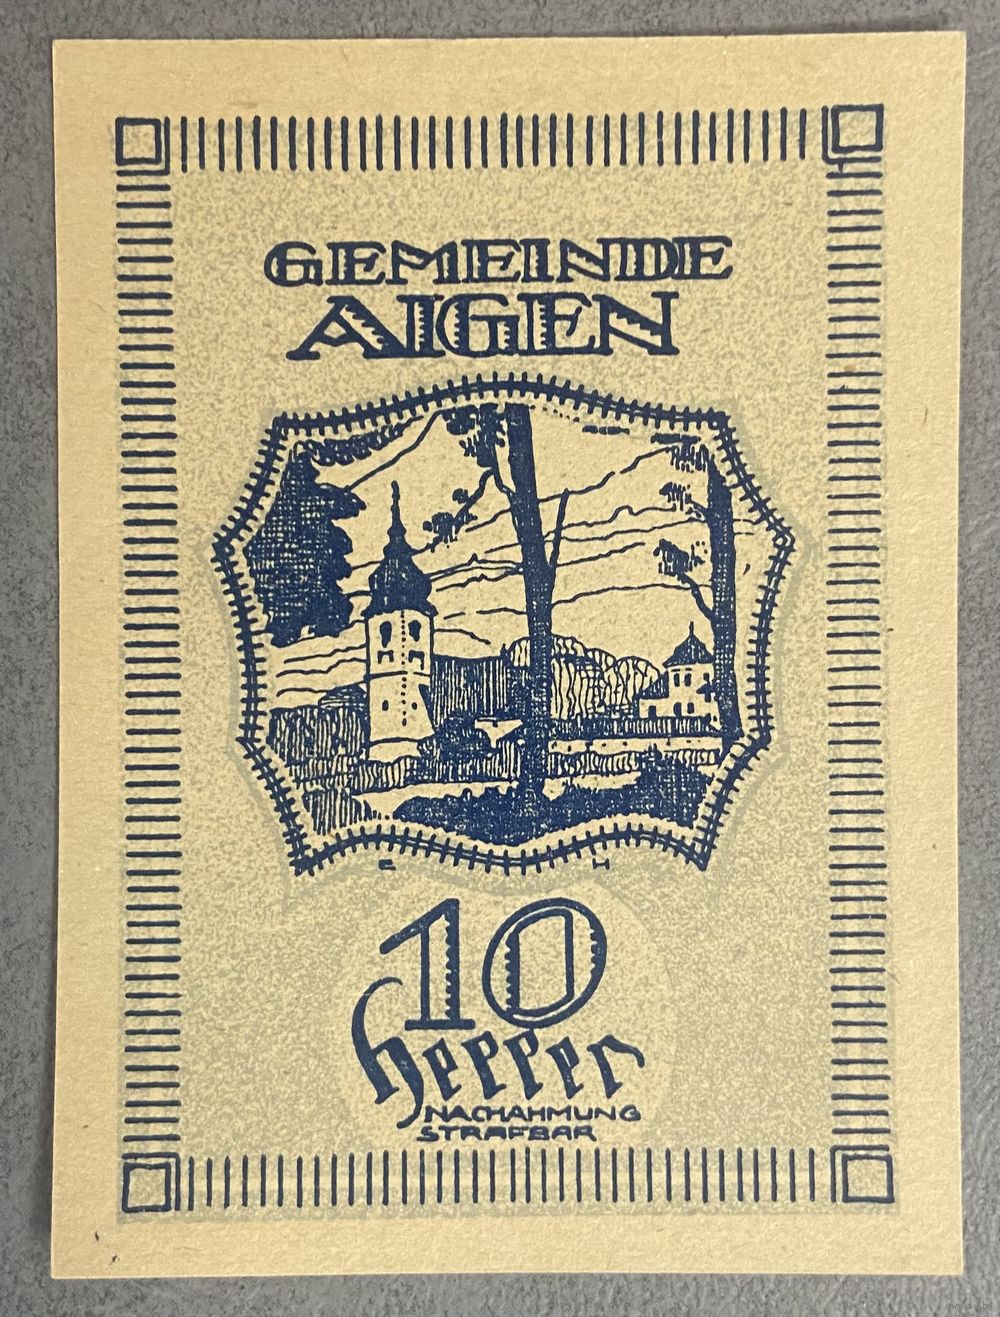 GEMEINDE
AIGEN
C H
10
Heller
NACHAHMUNG
STRAFBAR